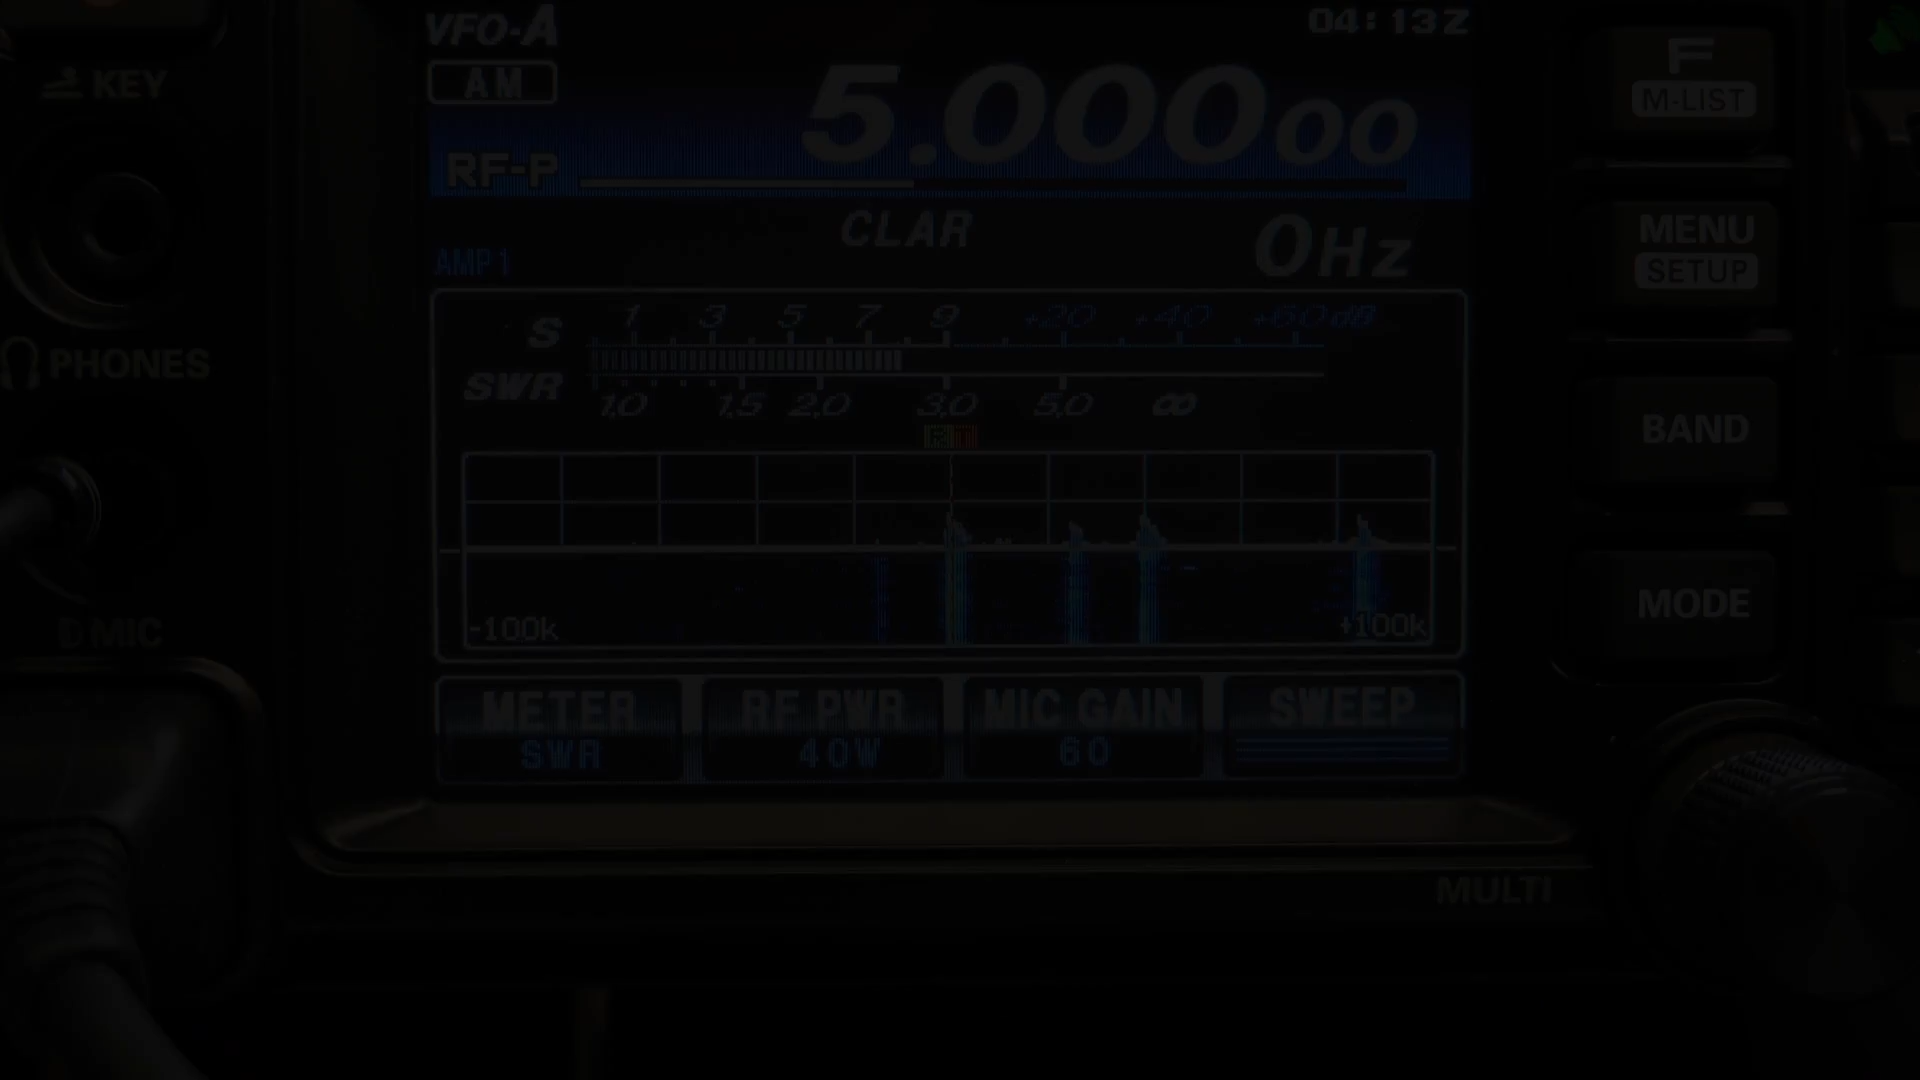 VFO-A
04:13Z
AM
5.00000
RF-P
CLAR
0Hz
AMP1
S
1 3 5 7 9 +20 +40 +60dB
SWR
1,0 1,5 2,0 3,0 5,0 ∞
-100k
+100k
METER
SWR
RF PWR
40W
MIC GAIN
60
SWEEP
KEY
PHONES
MIC
F
M-LIST
MENU
SETUP
BAND
MODE
MULTI